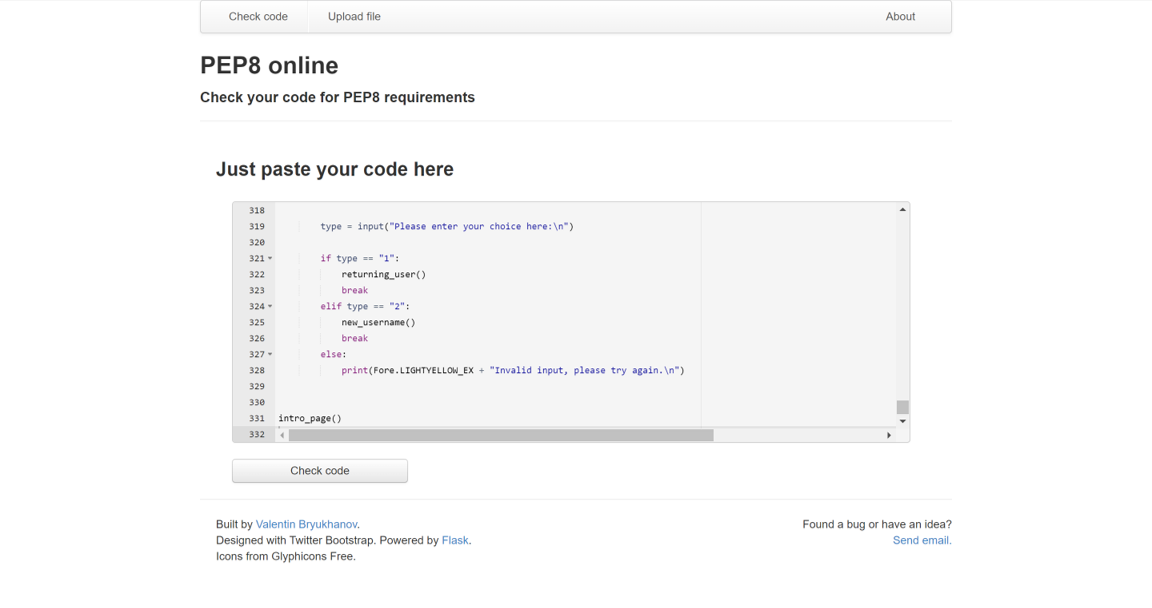 Check code Upload file About
PEP8 online
Check your code for PEP8 requirements
Just paste your code here
318
319 type = input("Please enter your choice here:\n")
320
321 if type == "1":
322 returning_user()
323 break
324 elif type == "2":
325 new_username()
326 break
327 else:
328 print(Fore.LIGHTYELLOW_EX + "Invalid input, please try again.\n")
329
330
331 intro_page()
332
Check code
Built by Valentin Bryukhanov. Found a bug or have an idea?
Designed with Twitter Bootstrap. Powered by Flask. Send email.
Icons from Glyphicons Free.